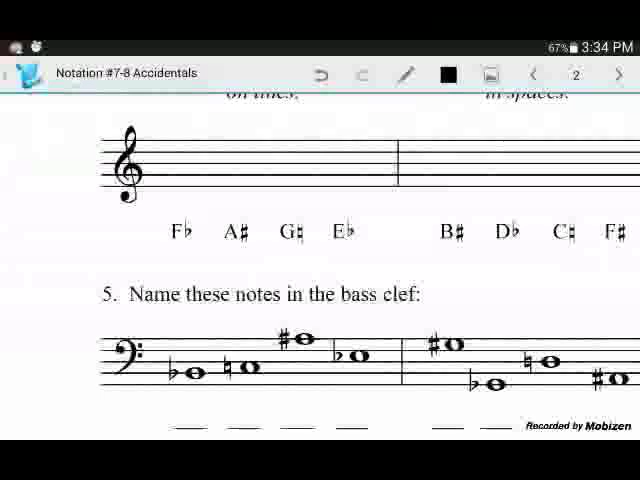 67% 3:34 PM
Notation #7-8 Accidentals 2
on lines, in spaces.
F♭ A♯ G♮ E♭ B♯ D♭ C♮ F♯
5. Name these notes in the bass clef:
Recorded by Mobizen